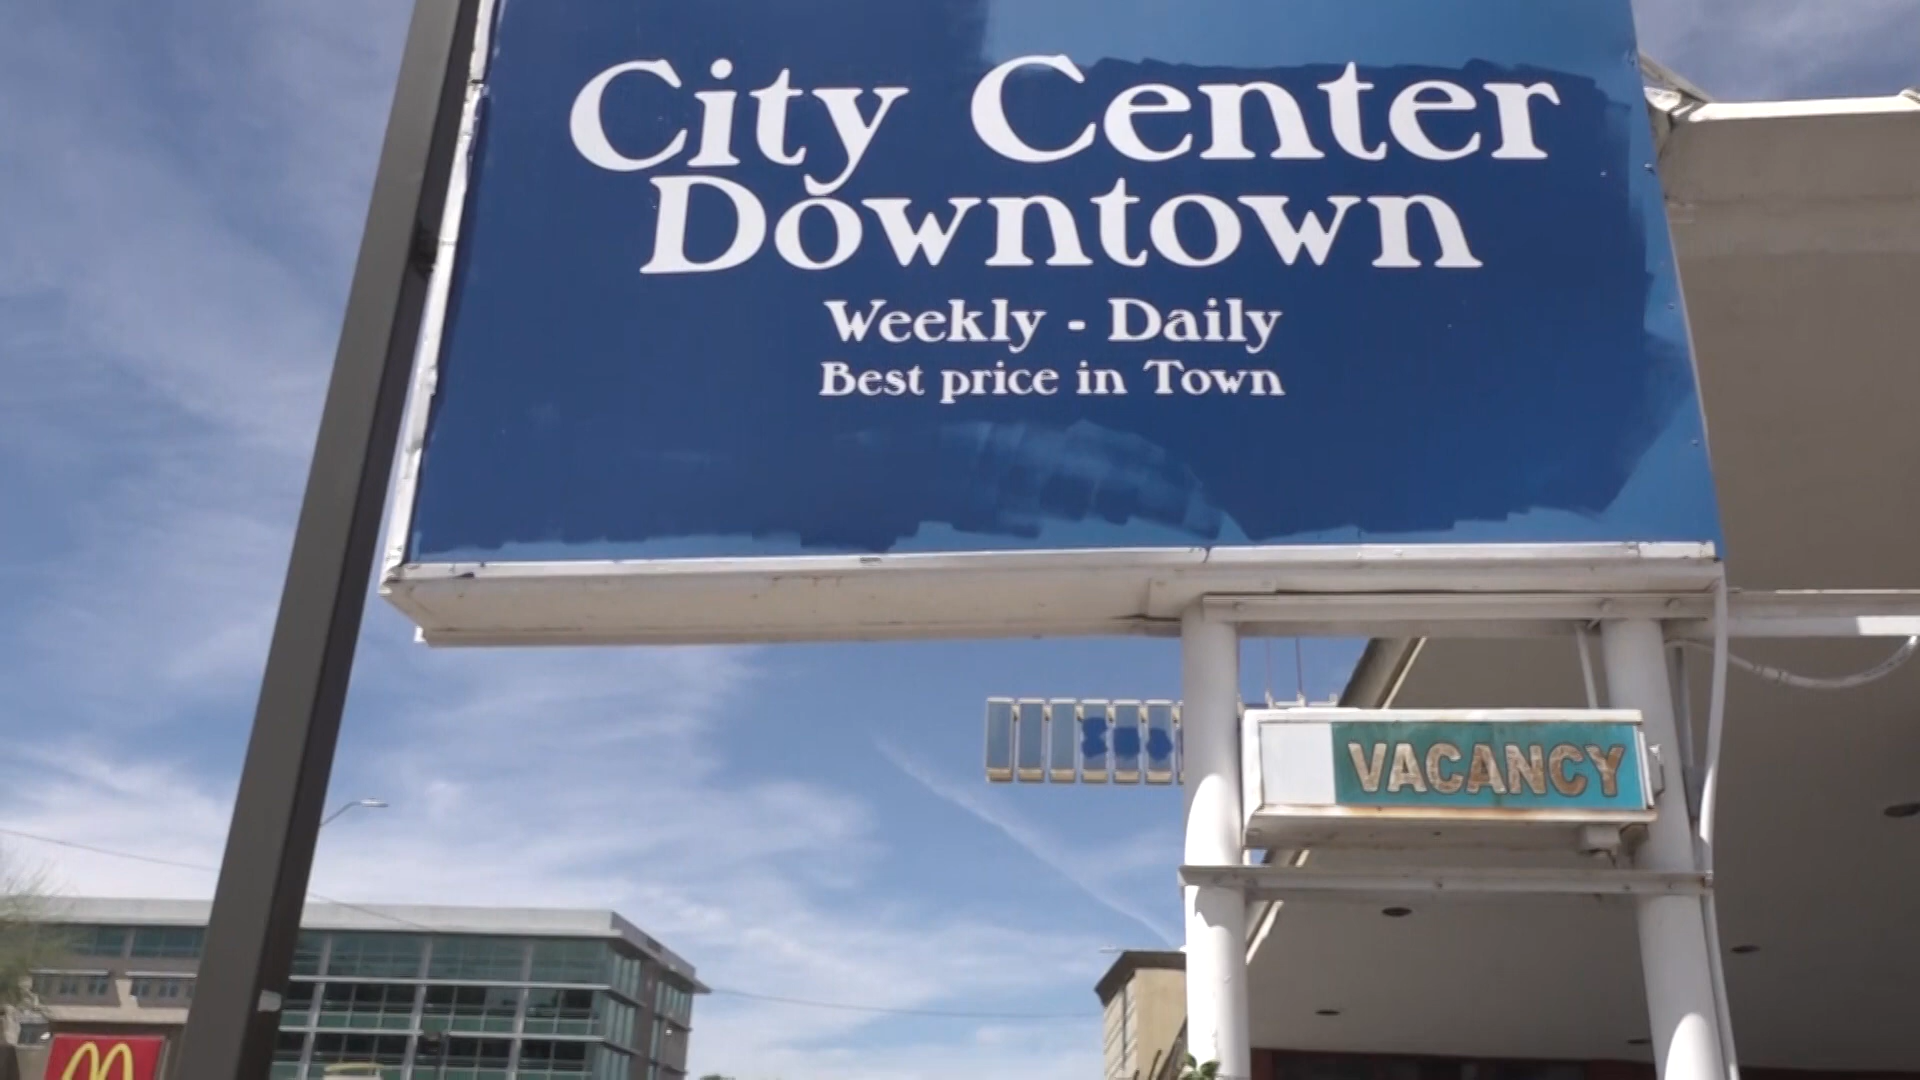 City Center
Downtown
Weekly - Daily
Best price in Town
VACANCY